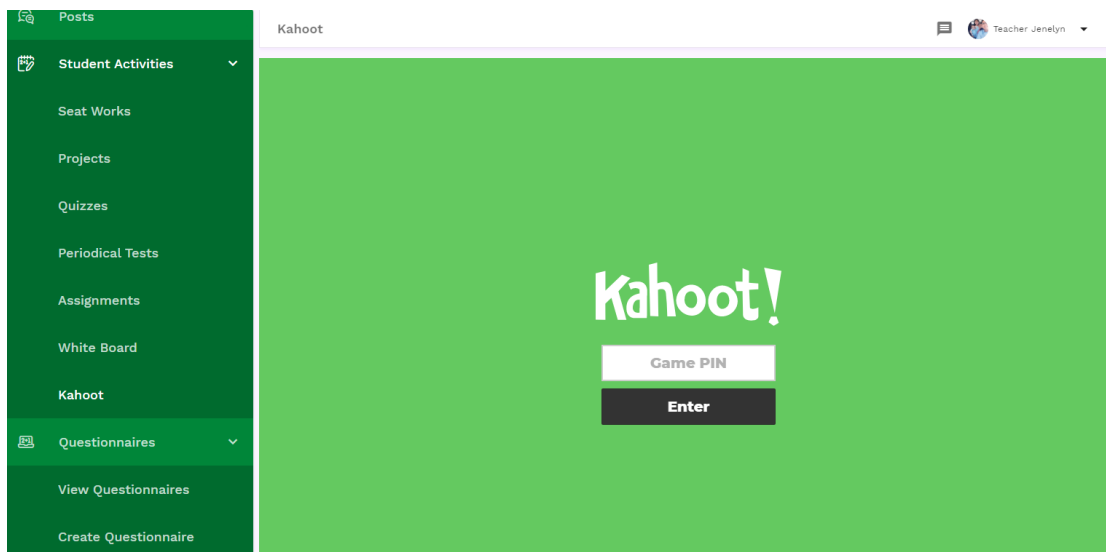 Posts
Student Activities
Seat Works
Projects
Quizzes
Periodical Tests
Assignments
White Board
Kahoot
Questionnaires
View Questionnaires
Create Questionnaire
Kahoot
Teacher Jenelyn
Kahoot!
Game PIN
Enter